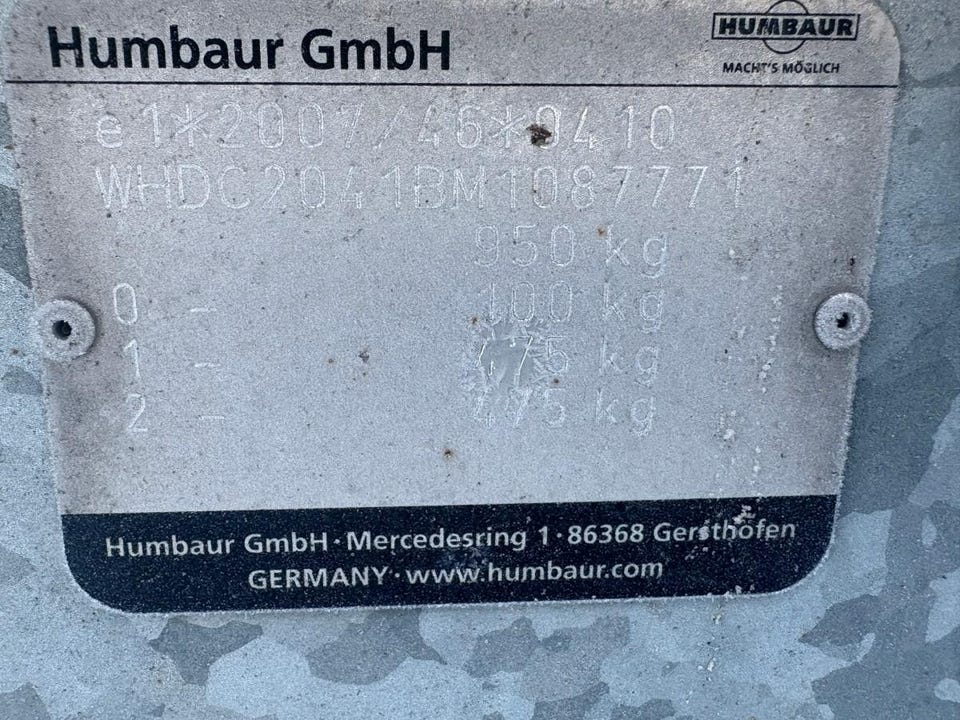 Humbaur GmbH
HUMBAUR
MACHT'S MÖGLICH
e1*2007/46*0410
WHDC2041BM1087771
950 kg
0 - 100 kg
1 - 475 kg
2 - 475 kg
Humbaur GmbH · Mercedesring 1 · 86368 Gersthofen
GERMANY · www.humbaur.com